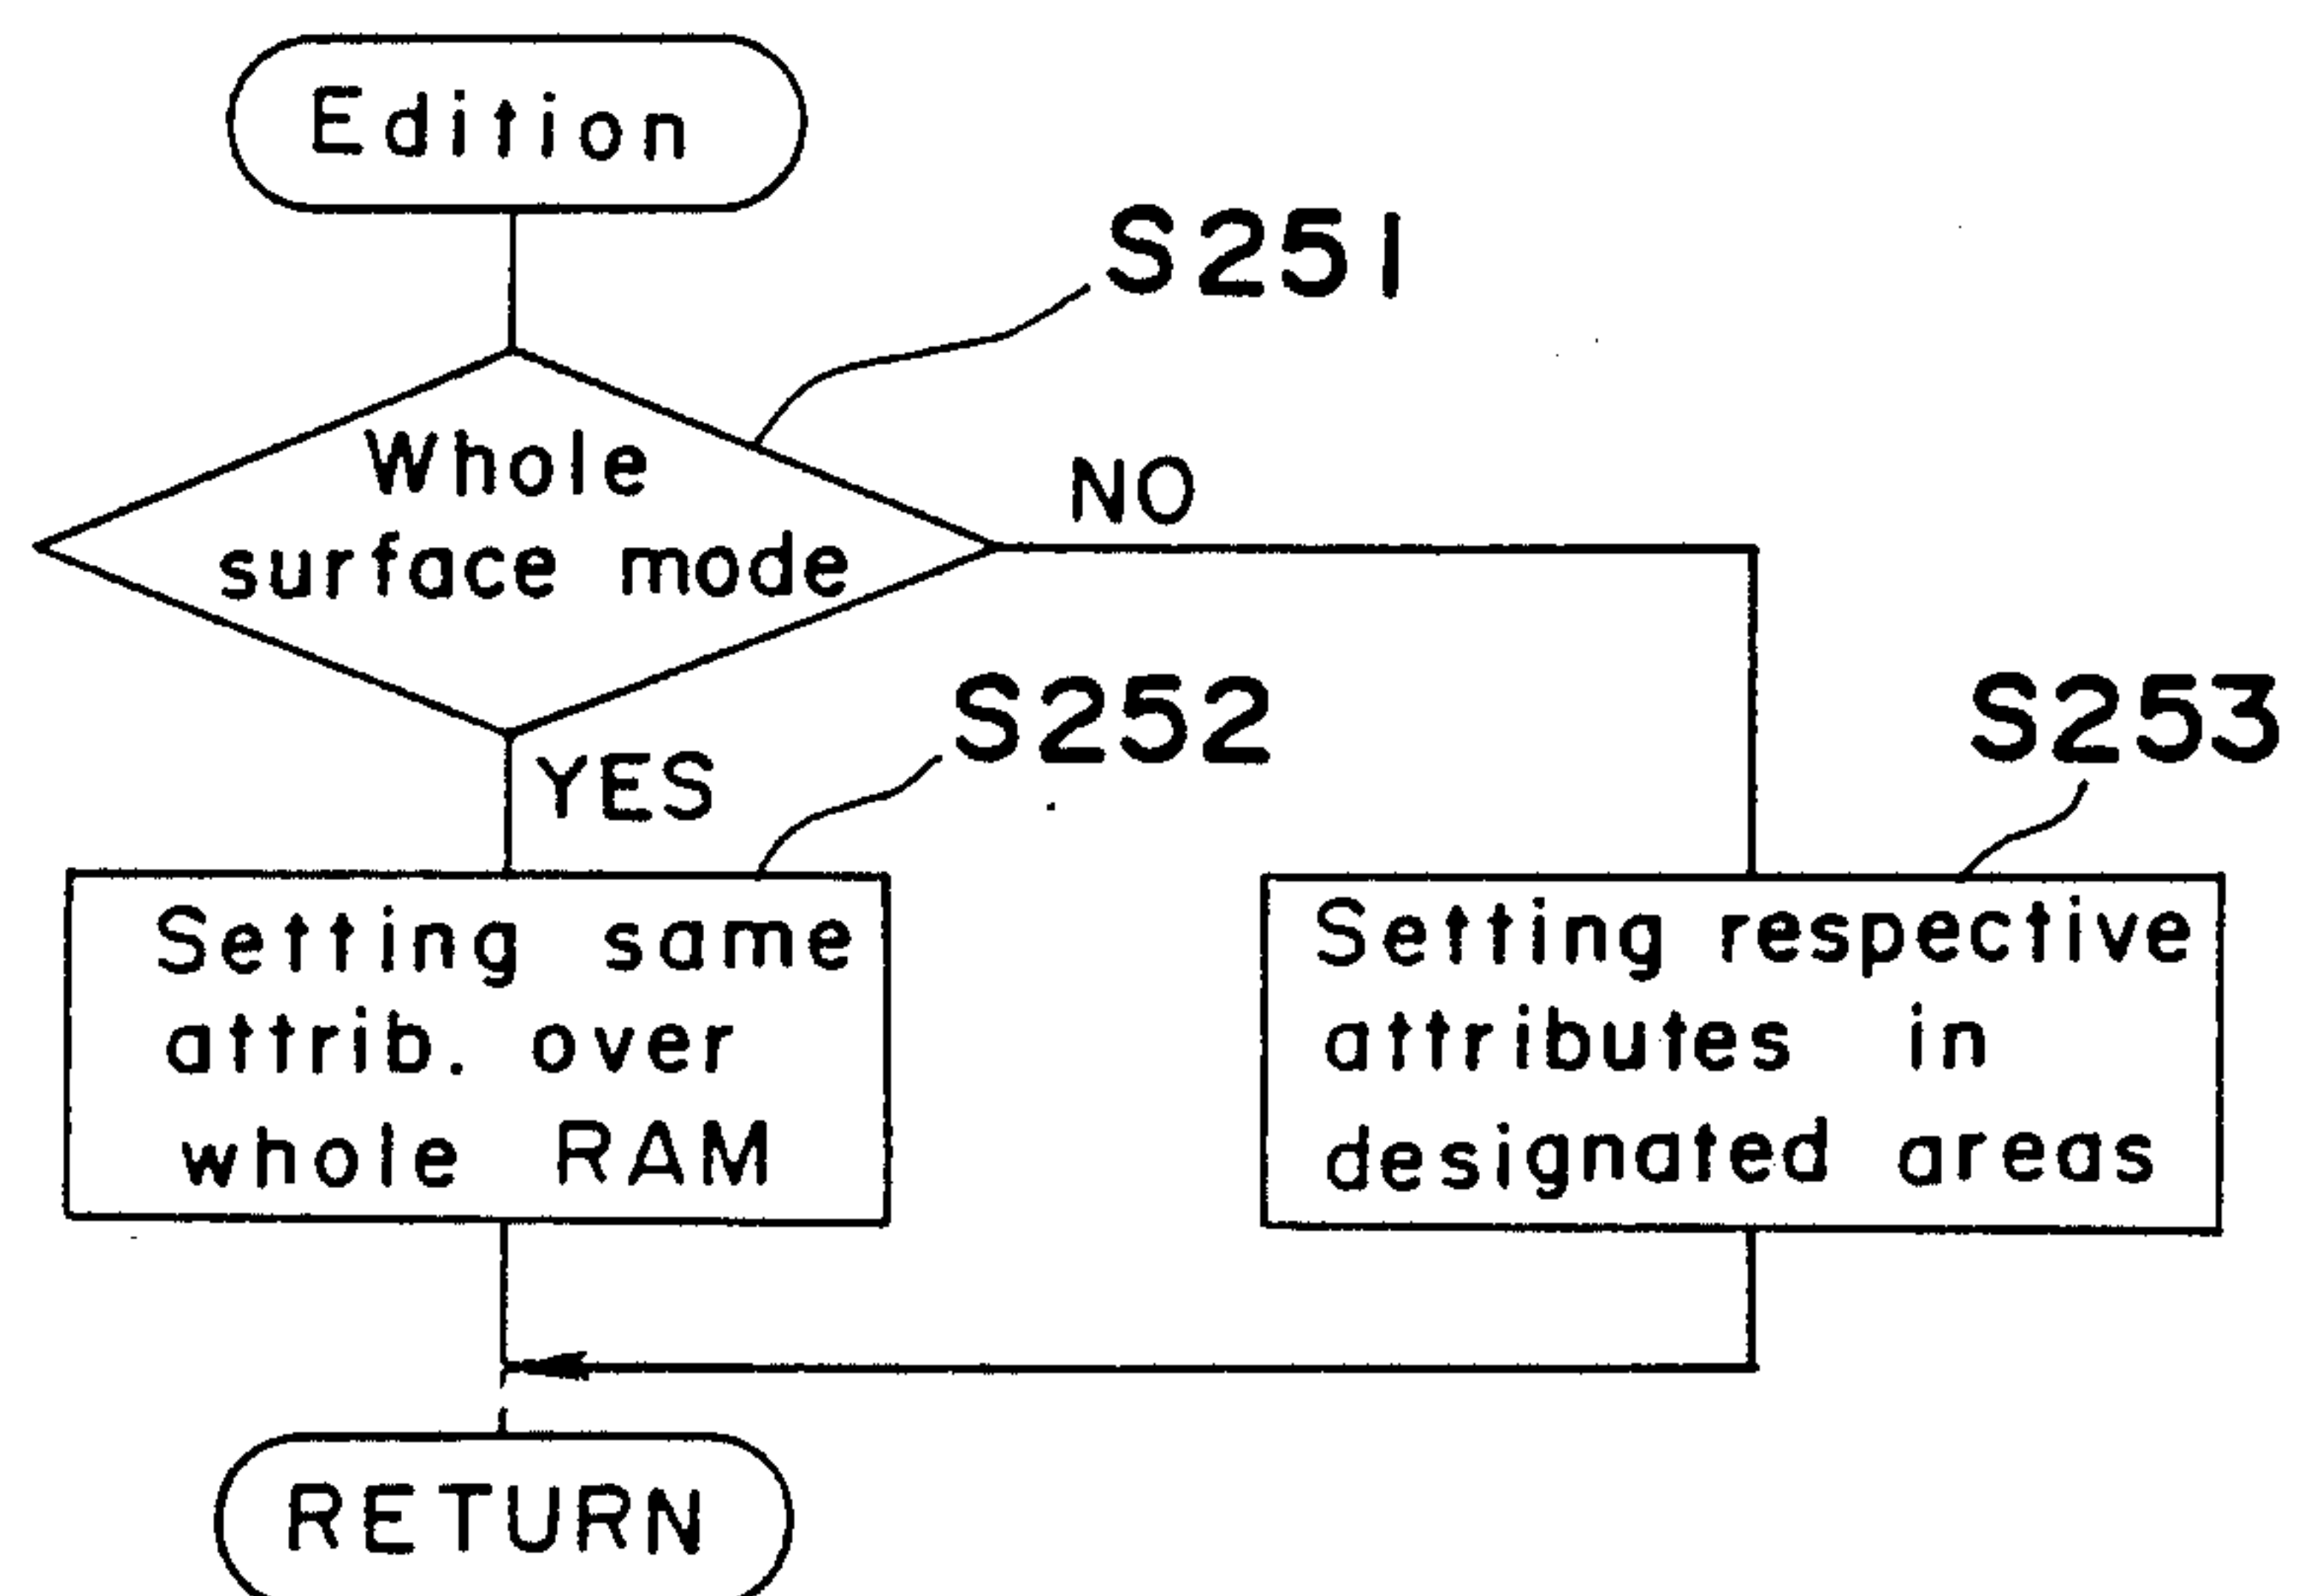 Edition
S251
Whole
surface mode
NO
YES
S252
S253
Setting same
attrib. over
whole RAM
Setting respective
attributes in
designated areas
RETURN